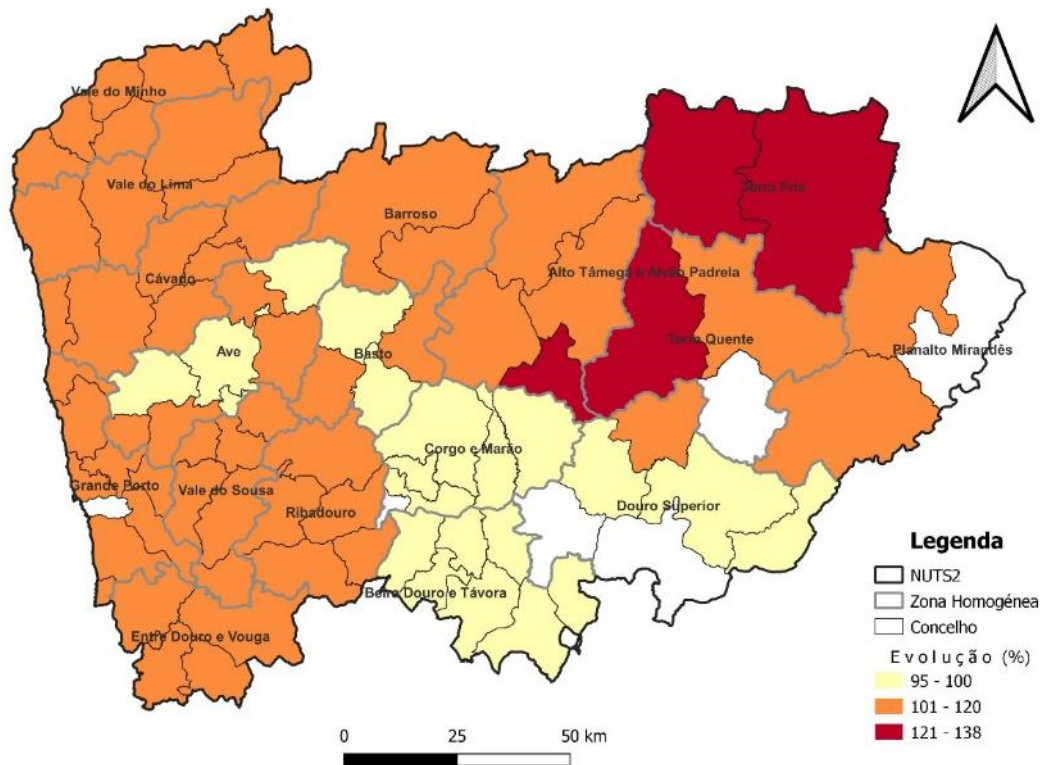 Vale do Minho
Vale do Lima
Barroso
Terra Fria
Cávado
Alto Tâmega e Alvão Padrela
Ave
Basto
Terra Quente
Planalto Mirandês
Corgo e Marão
Grande Porto
Vale do Sousa
Ribadouro
Douro Superior
Beira Douro e Távora
Entre Douro e Vouga
Legenda
NUTS2
Zona Homogénea
Concelho
Evolução (%)
95 - 100
101 - 120
121 - 138
0 25 50 km